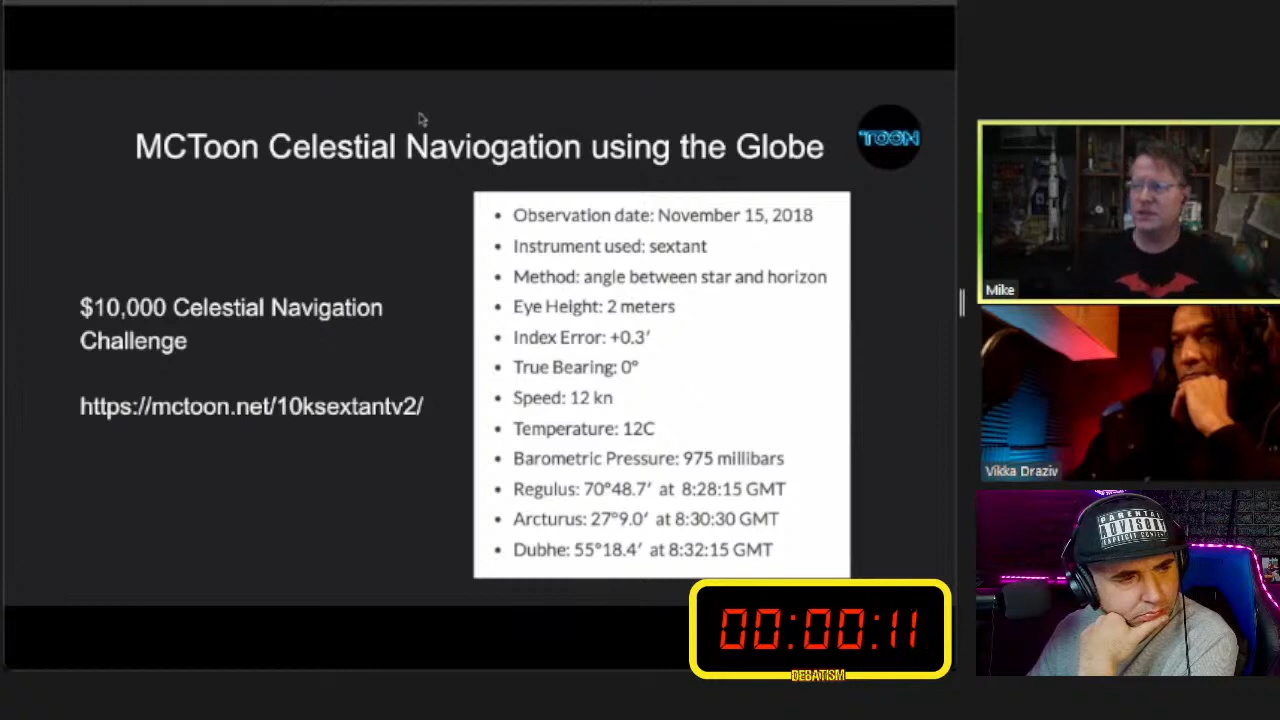 MCToon Celestial Naviogation using the Globe
TOON
$10,000 Celestial Navigation
Challenge
https://mctoon.net/10ksextantv2/
• Observation date: November 15, 2018
• Instrument used: sextant
• Method: angle between star and horizon
• Eye Height: 2 meters
• Index Error: +0.3′
• True Bearing: 0°
• Speed: 12 kn
• Temperature: 12C
• Barometric Pressure: 975 millibars
• Regulus: 70°48.7′ at 8:28:15 GMT
• Arcturus: 27°9.0′ at 8:30:30 GMT
• Dubhe: 55°18.4′ at 8:32:15 GMT
Mike
Vikka Draziv
PARENTAL
ADVISORY
EXPLICIT CONTENT
00:00:11
DEBATISM